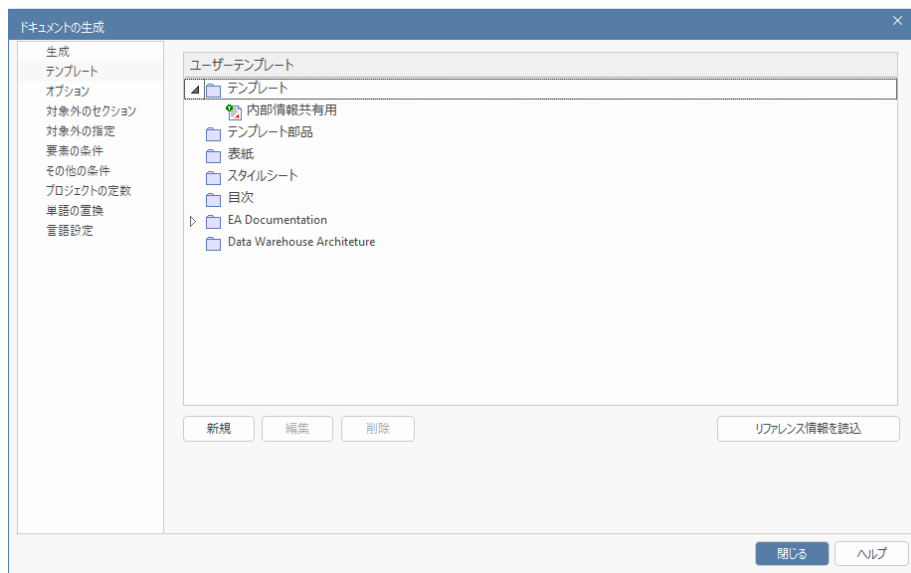 ドキュメントの生成
生成
テンプレート
オプション
対象外のセクション
対象外の指定
要素の条件
その他の条件
プロジェクトの定数
単語の置換
言語設定
ユーザーテンプレート
テンプレート
内部情報共有用
テンプレート部品
表紙
スタイルシート
目次
EA Documentation
Data Warehouse Architeture
新規
編集
削除
リファレンス情報を読込
閉じる
ヘルプ